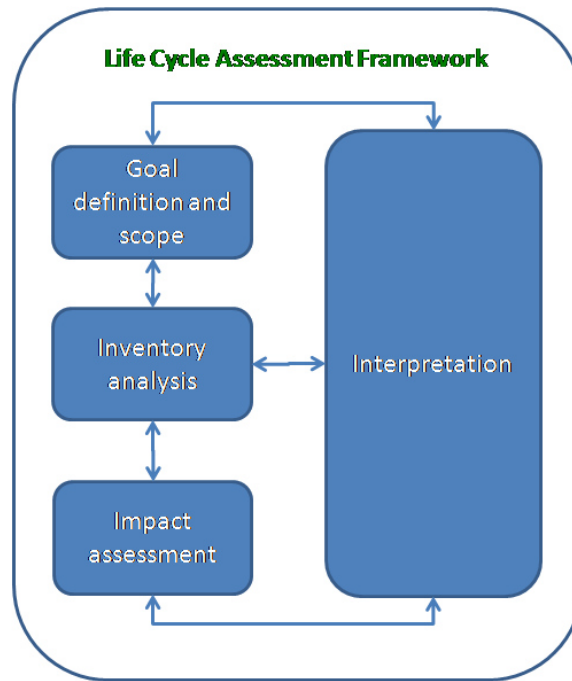 Life Cycle Assessment Framework
Goal
definition and
scope
Inventory
analysis
Interpretation
Impact
assessment